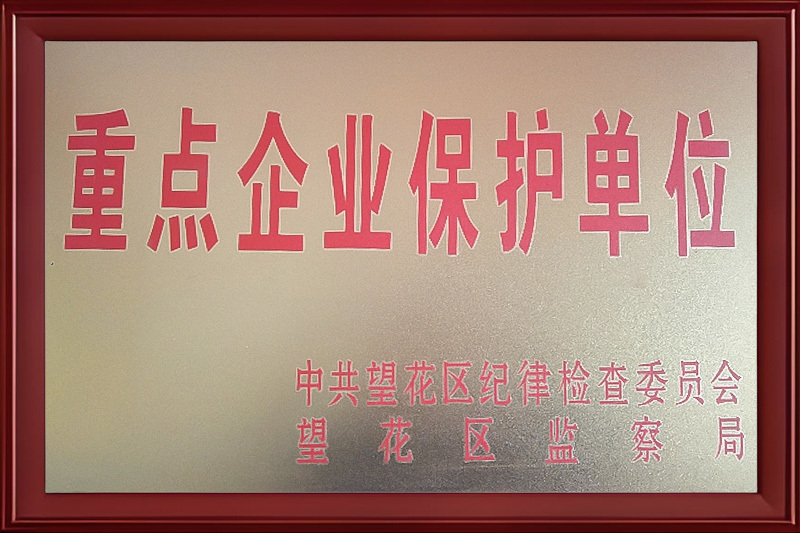 重点企业保护单位
中共望花区纪律检查委员会
望花区监察局